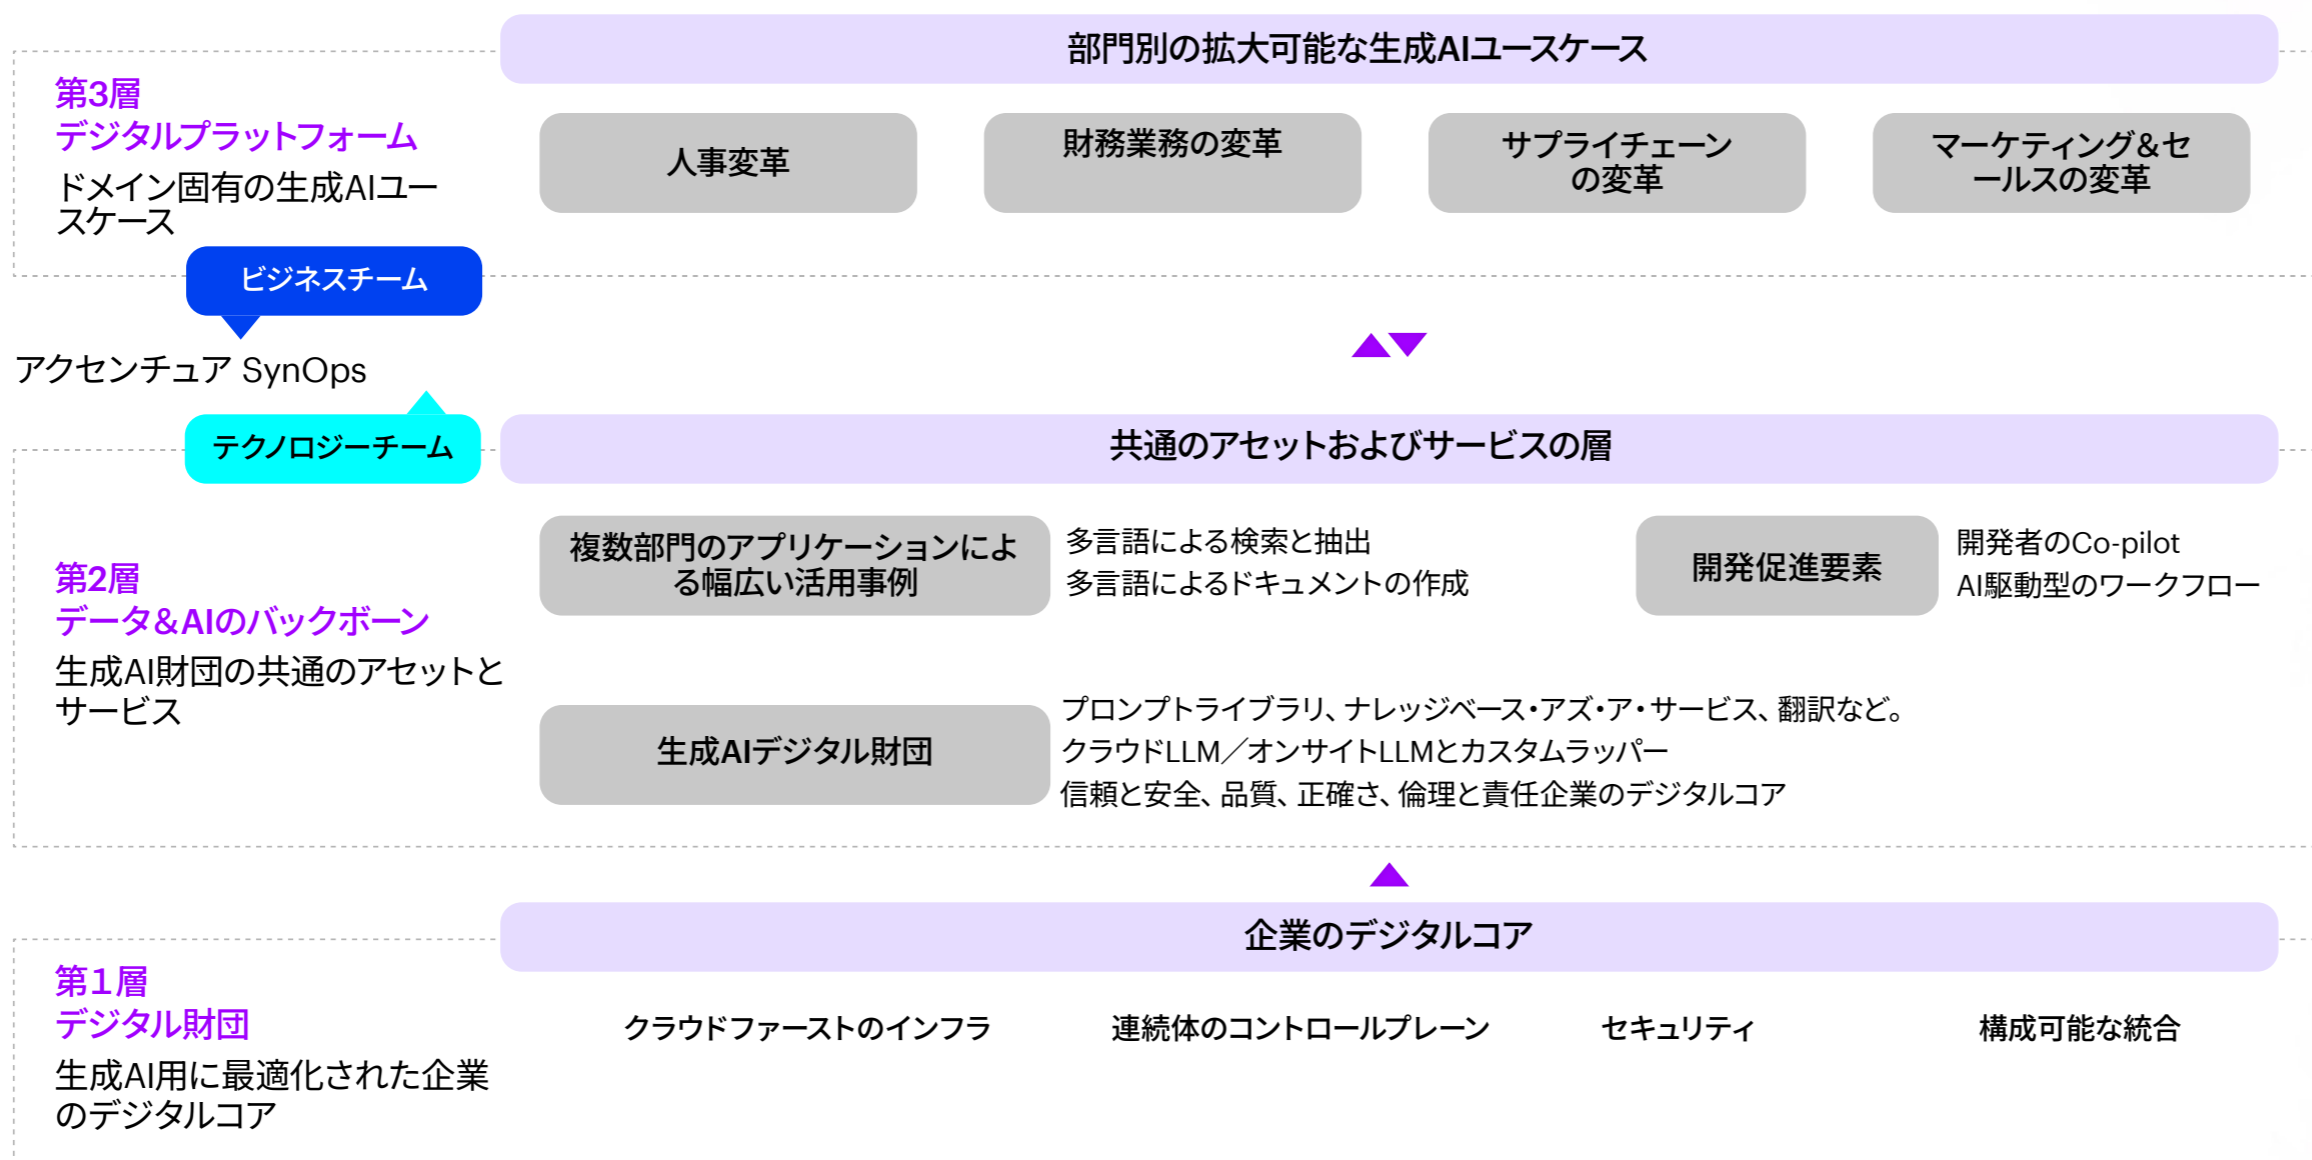 部門別の拡大可能な生成AIユースケース
第3層
デジタルプラットフォーム
ドメイン固有の生成AIユー
スケース
人事変革
財務業務の変革
サプライチェーン
の変革
マーケティング&セ
ールスの変革
ビジネスチーム
アクセンチュア SynOps
テクノロジーチーム
共通のアセットおよびサービスの層
第2層
データ&AIのバックボーン
生成AI財団の共通のアセットと
サービス
複数部門のアプリケーションによ
る幅広い活用事例
多言語による検索と抽出
多言語によるドキュメントの作成
開発促進要素
開発者のCo-pilot
AI駆動型のワークフロー
生成AIデジタル財団
プロンプトライブラリ、ナレッジベース・アズ・ア・サービス、翻訳など。
クラウドLLM／オンサイトLLMとカスタムラッパー
信頼と安全、品質、正確さ、倫理と責任企業のデジタルコア
企業のデジタルコア
第１層
デジタル財団
生成AI用に最適化された企業
のデジタルコア
クラウドファーストのインフラ
連続体のコントロールプレーン
セキュリティ
構成可能な統合